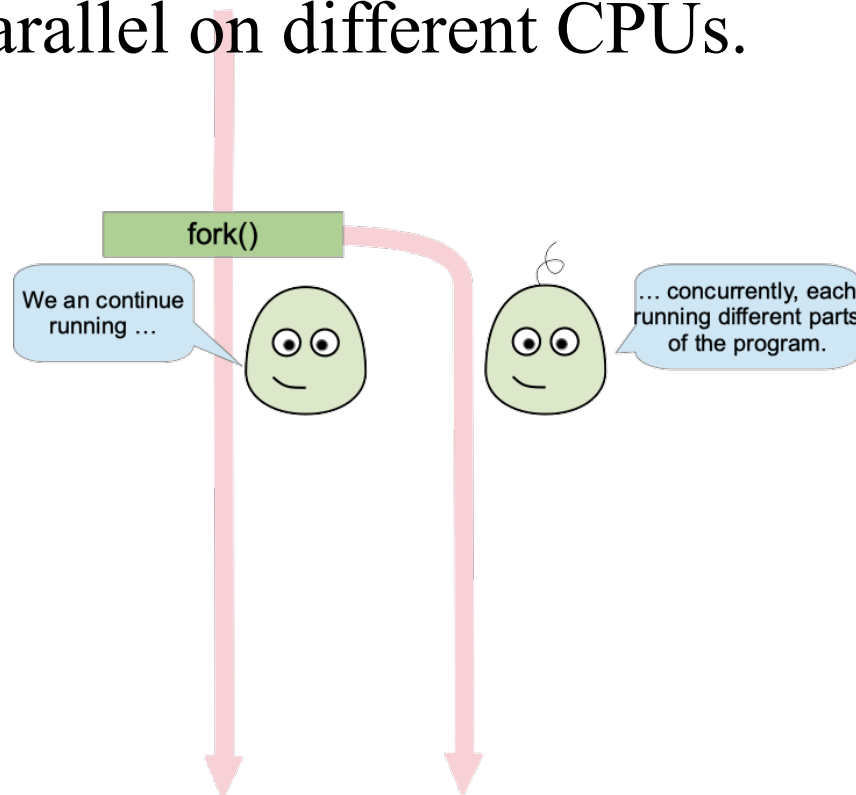 arallel on different CPUs.
fork()
We an continue
running ...
... concurrently, each
running different parts
of the program.